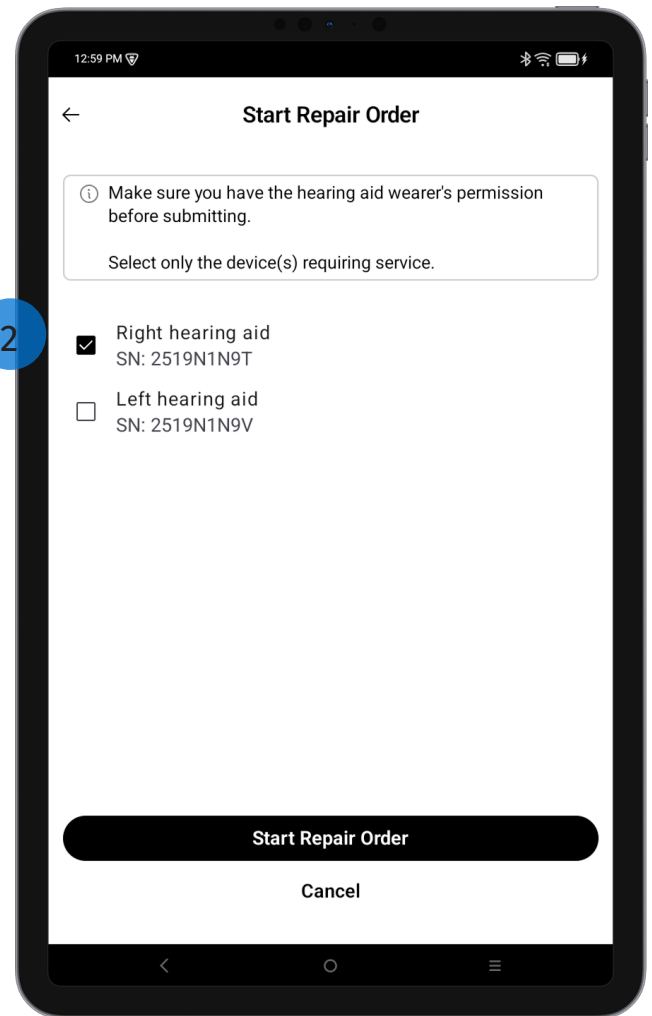 12:59 PM
Start Repair Order
Make sure you have the hearing aid wearer's permission
before submitting.
Select only the device(s) requiring service.
2
Right hearing aid
SN: 2519N1N9T
Left hearing aid
SN: 2519N1N9V
Start Repair Order
Cancel